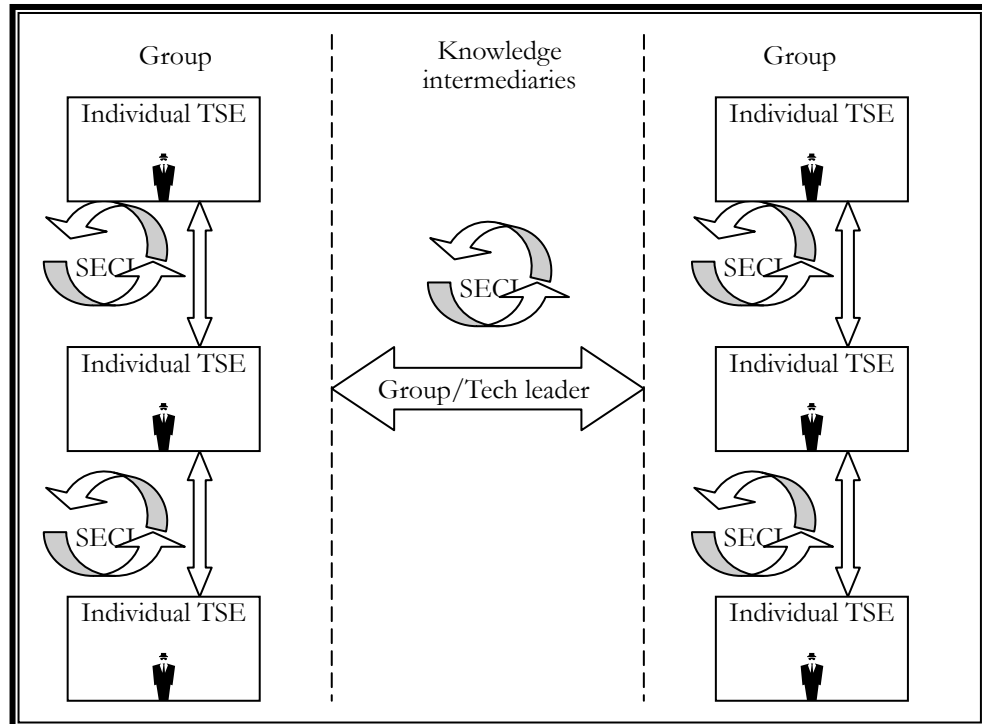 Group
Knowledge
intermediaries
Group
Individual TSE
Individual TSE
SECI
SECI
SECI
Individual TSE
Group/Tech leader
Individual TSE
SECI
SECI
Individual TSE
Individual TSE